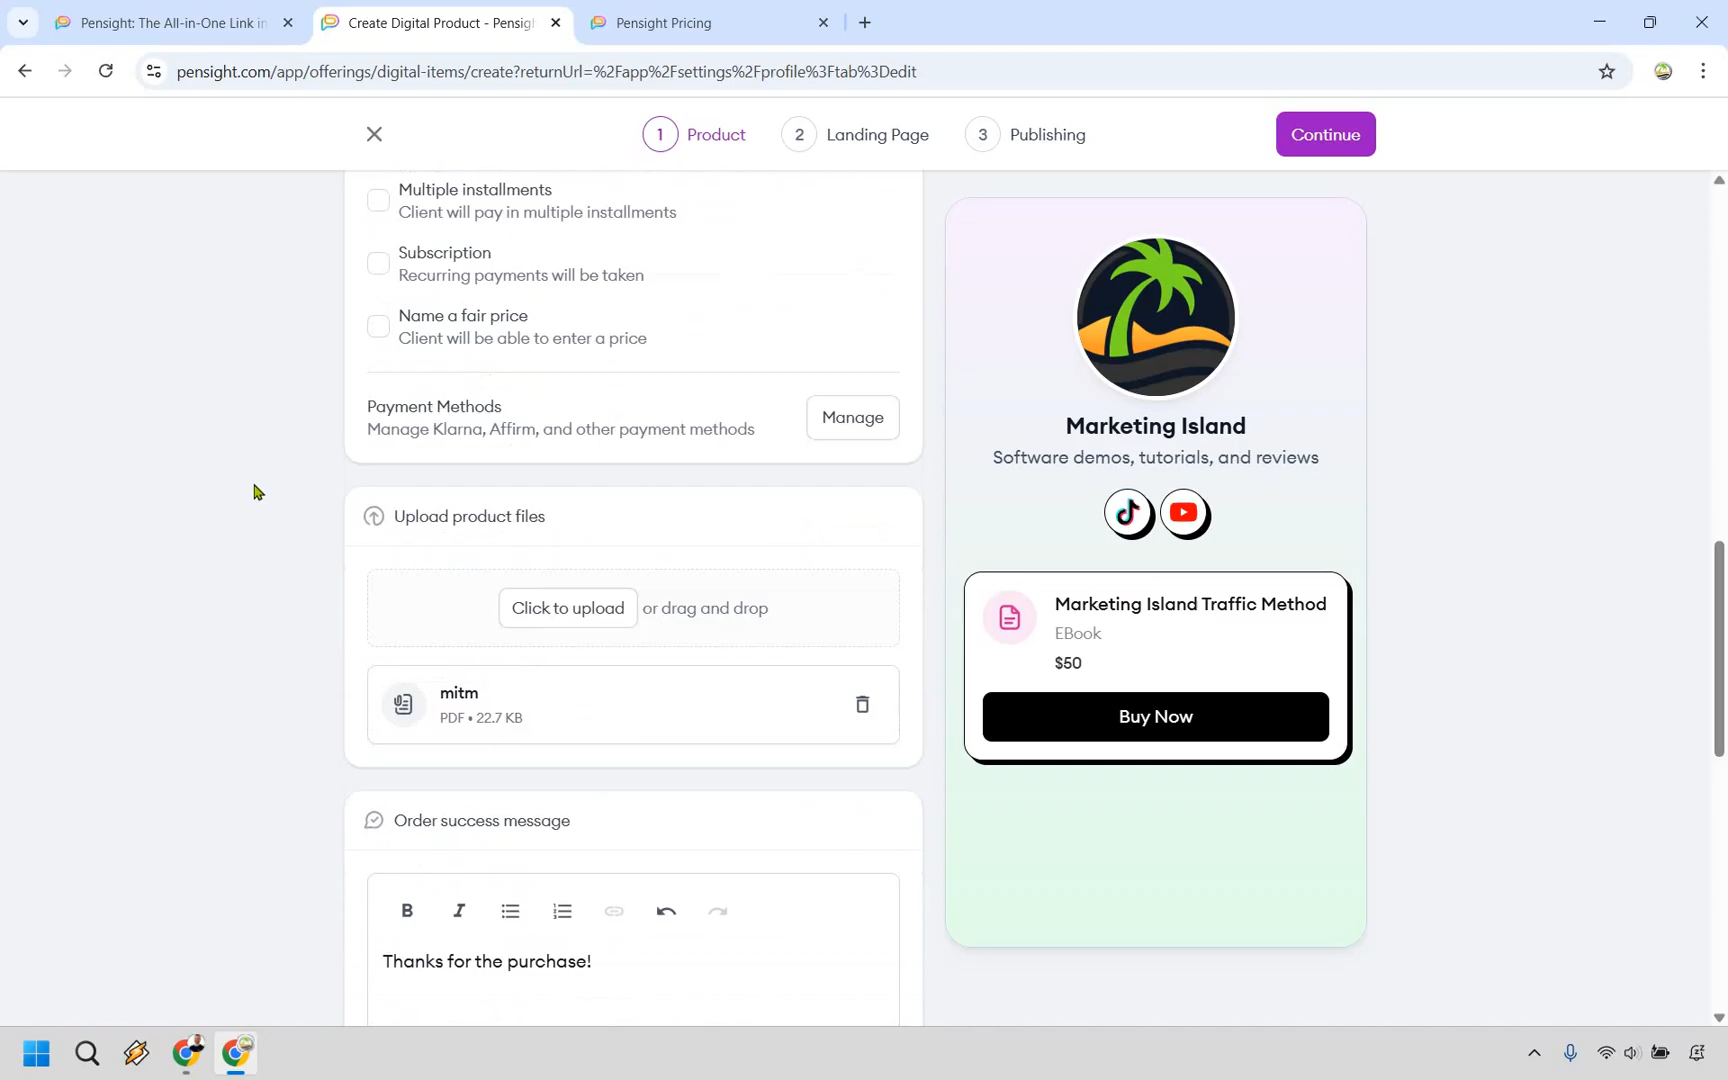 Pensight: The All-in-One Link in
Create Digital Product - Pensigh
Pensight Pricing
pensight.com/app/offerings/digital-items/create?returnUrl=%2Fapp%2Fsettings%2Fprofile%3Ftab%3Dedit
1 Product
2 Landing Page
3 Publishing
Continue
Multiple installments
Client will pay in multiple installments
Subscription
Recurring payments will be taken
Name a fair price
Client will be able to enter a price
Payment Methods
Manage Klarna, Affirm, and other payment methods
Manage
Upload product files
Click to upload or drag and drop
mitm
PDF • 22.7 KB
Order success message
B I
Thanks for the purchase!
Marketing Island
Software demos, tutorials, and reviews
Marketing Island Traffic Method
EBook
$50
Buy Now